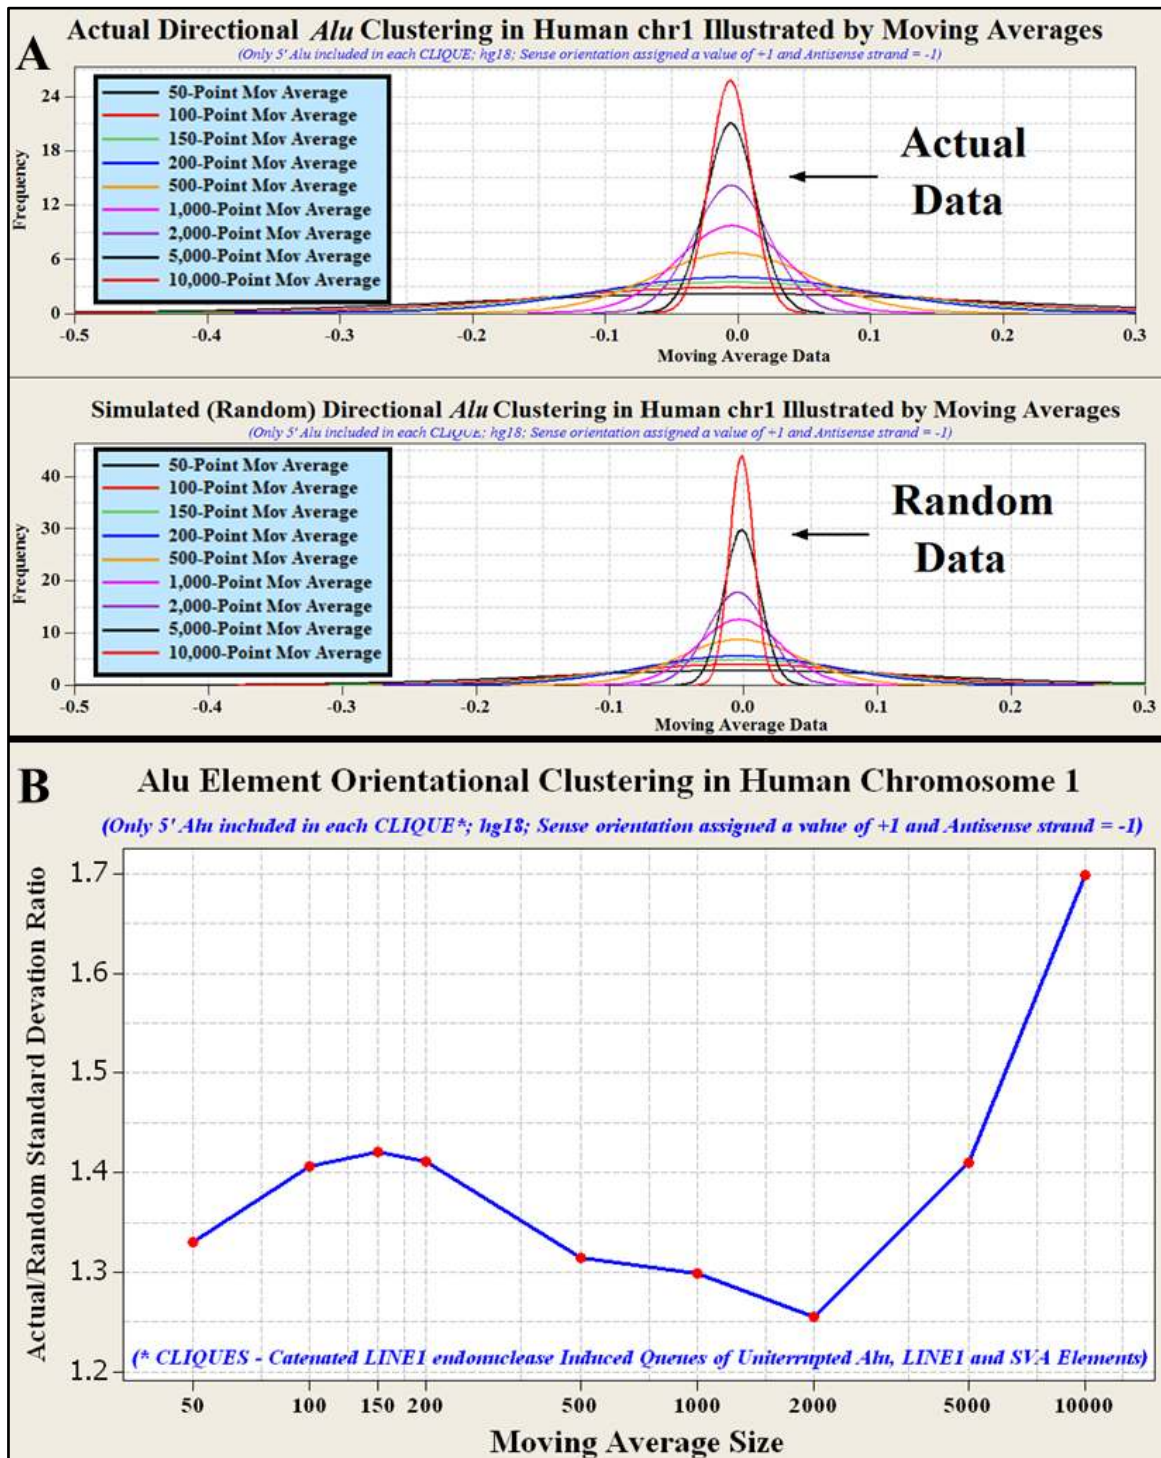 A
Actual Directional Alu Clustering in Human chr1 Illustrated by Moving Averages
(Only 5' Alu included in each CLIQUE; hg18; Sense orientation assigned a value of +1 and Antisense strand = -1)
Frequency
24
18
12
6
0
50-Point Mov Average
100-Point Mov Average
150-Point Mov Average
200-Point Mov Average
500-Point Mov Average
1,000-Point Mov Average
2,000-Point Mov Average
5,000-Point Mov Average
10,000-Point Mov Average
Actual
Data
-0.5 -0.4 -0.3 -0.2 -0.1 0.0 0.1 0.2 0.3
Moving Average Data
Simulated (Random) Directional Alu Clustering in Human chr1 Illustrated by Moving Averages
(Only 5' Alu included in each CLIQUE; hg18; Sense orientation assigned a value of +1 and Antisense strand = -1)
Frequency
40
30
20
10
0
50-Point Mov Average
100-Point Mov Average
150-Point Mov Average
200-Point Mov Average
500-Point Mov Average
1,000-Point Mov Average
2,000-Point Mov Average
5,000-Point Mov Average
10,000-Point Mov Average
Random
Data
-0.5 -0.4 -0.3 -0.2 -0.1 0.0 0.1 0.2 0.3
Moving Average Data
B
Alu Element Orientational Clustering in Human Chromosome 1
(Only 5' Alu included in each CLIQUE*; hg18; Sense orientation assigned a value of +1 and Antisense strand = -1)
Actual/Random Standard Devation Ratio
1.7
1.6
1.5
1.4
1.3
1.2
(* CLIQUES - Catenated LINE1 endonuclease Induced Queues of Uniterrupted Alu, LINE1 and SVA Elements)
50 100 150 200 500 1000 2000 5000 10000
Moving Average Size